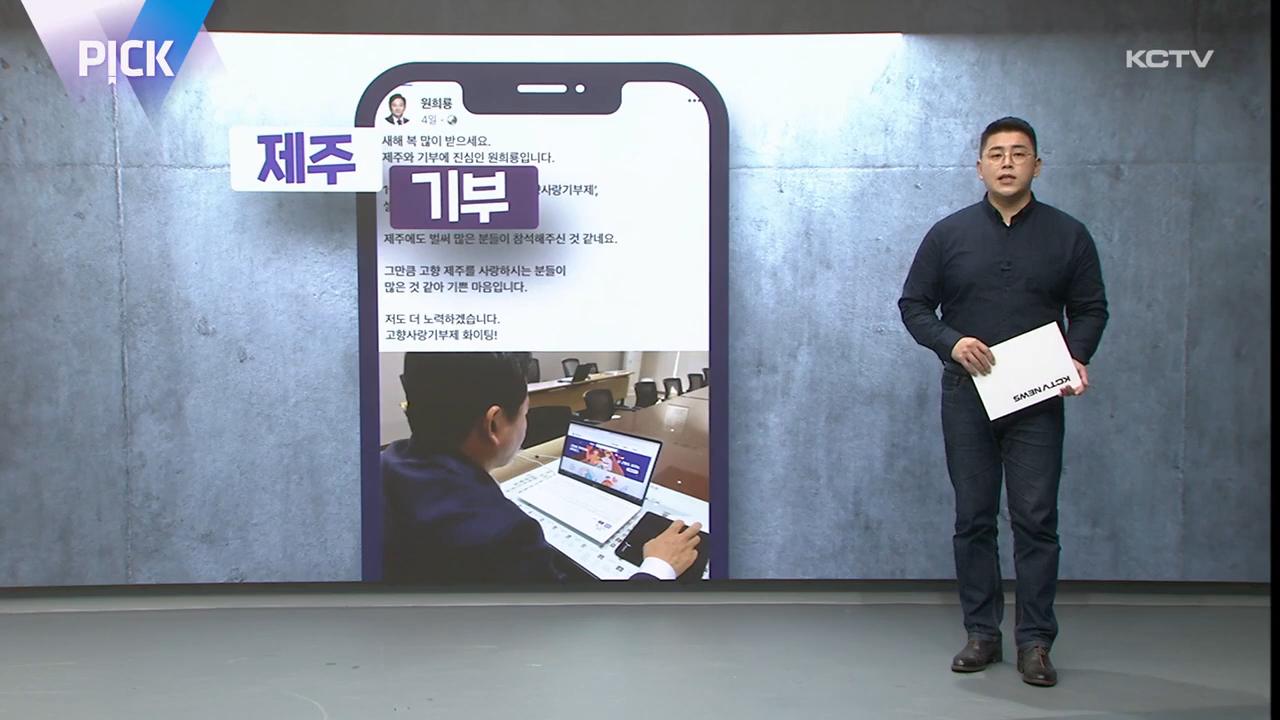 PICK
KCTV
원희룡
4일
새해 복 많이 받으세요.
제주와 기부에 진심인 원희룡입니다.
제주
기부
사랑기부제',
제주에도 벌써 많은 분들이 참석해주신 것 같네요.
그만큼 고향 제주를 사랑하시는 분들이
많은 것 같아 기쁜 마음입니다.
저도 더 노력하겠습니다.
고향사랑기부제 화이팅!
KCTV NEWS